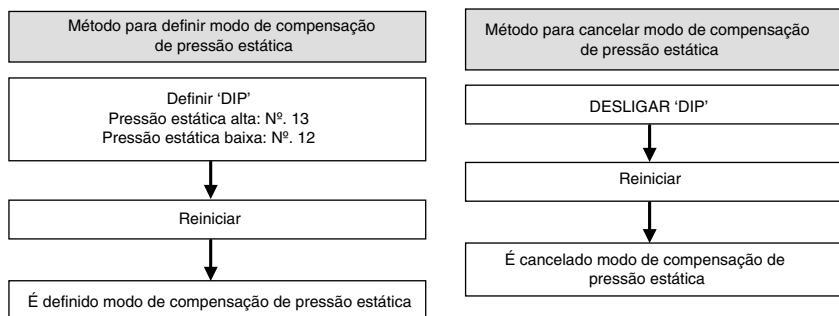 Método para definir modo de compensação
de pressão estática
Definir ‘DIP’
Pressão estática alta: Nº. 13
Pressão estática baixa: Nº. 12
Reiniciar
É definido modo de compensação de pressão estática
Método para cancelar modo de compensação
de pressão estática
DESLIGAR ‘DIP’
Reiniciar
É cancelado modo de compensação de
pressão estática